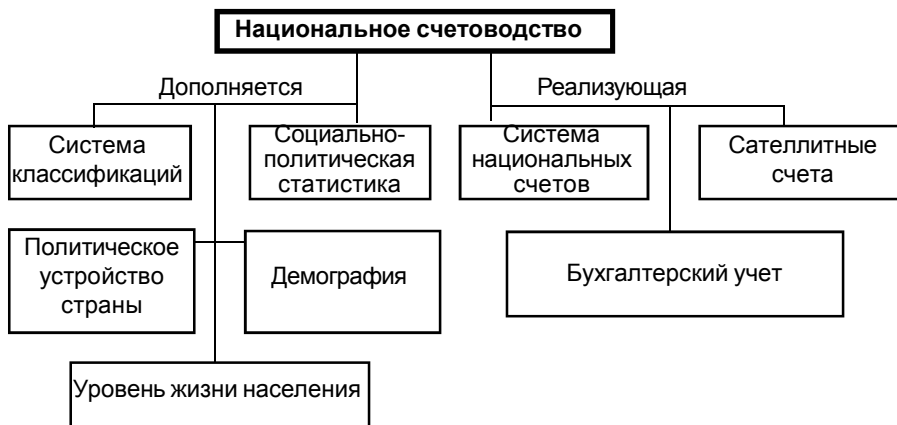 Национальное счетоводство
Дополняется
Реализующая
Система
классификаций
Социально-
политическая
статистика
Система
национальных
счетов
Сателлитные
счета
Политическое
устройство
страны
Демография
Бухгалтерский учет
Уровень жизни населения